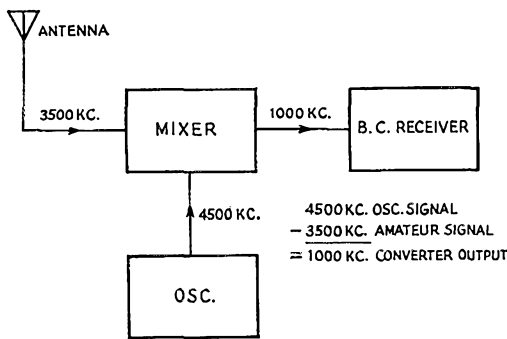 ANTENNA
3500 KC.
MIXER
1000 KC.
B.C. RECEIVER
4500 KC.
OSC.
4500 KC. OSC. SIGNAL
– 3500 KC. AMATEUR SIGNAL
= 1000 KC. CONVERTER OUTPUT